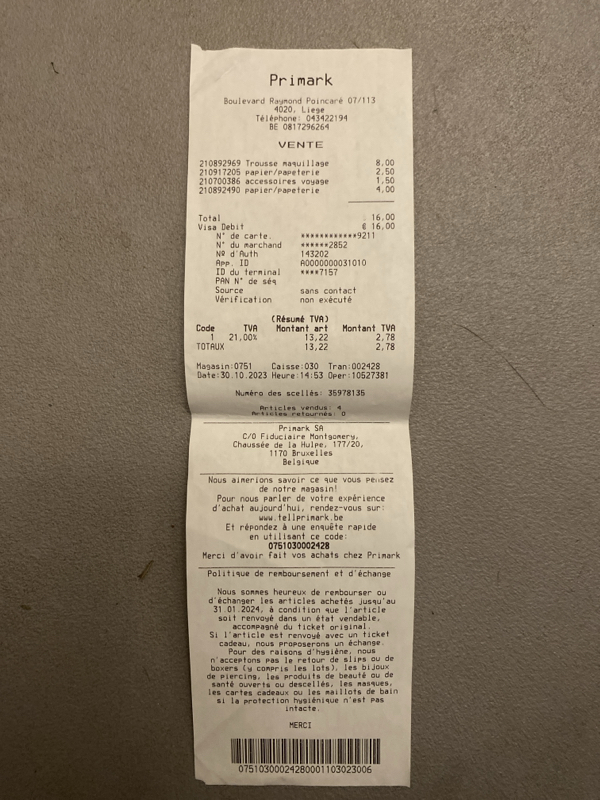 Primark
Boulevard Raymond Poincaré 07/113
4020, Liege
Téléphone: 043422194
BE 0817296264
VENTE
210892969 Trousse maquillage 8,00
210917205 papier/papeterie 2,50
210700386 accessoires voyage 1,50
210892490 papier/papeterie 4,00
Total 16,00
Visa Debit € 16,00
N° de carte. ************9211
N° du marchand ******2852
Nº d'Auth 143202
App. ID A0000000031010
ID du terminal ****7157
PAN N° de séq
Source sans contact
Vérification non exécuté
(Résumé TVA)
Code TVA Montant art Montant TVA
1 21,00% 13,22 2,78
TOTAUX 13,22 2,78
Magasin:0751 Caisse:030 Tran:002428
Date:30.10.2023 Heure:14:53 Oper:10527381
Numéro des scellés: 35978135
Articles vendus: 4
Articles retournés: 0
Primark SA
C/O Fiduciaire Montgomery,
Chaussée de la Hulpe, 177/20,
1170 Bruxelles
Belgique
Nous aimerions savoir ce que vous pensez
de notre magasin!
Pour nous parler de votre expérience
d'achat aujourd'hui, rendez-vous sur:
www.tellprimark.be
Et répondez à une enquête rapide
en utilisant ce code:
0751030002428
Merci d'avoir fait vos achats chez Primark
Politique de remboursement et d'échange
Nous sommes heureux de rembourser ou
d'échanger les articles achetés jusqu'au
31.01.2024, à condition que l'article
soit renvoyé dans un état vendable,
accompagné du ticket original.
Si l'article est renvoyé avec un ticket
cadeau, nous proposerons un échange.
Pour des raisons d'hygiène, nous
n'acceptons pas le retour de slips ou de
boxers (y compris les lots), les bijoux
de piercing, les produits de beauté ou de
santé ouverts ou descellés, les masques,
les cartes cadeaux ou les maillots de bain
si la protection hygiénique n'est pas
intacte.
MERCI
07510300024280001103023006